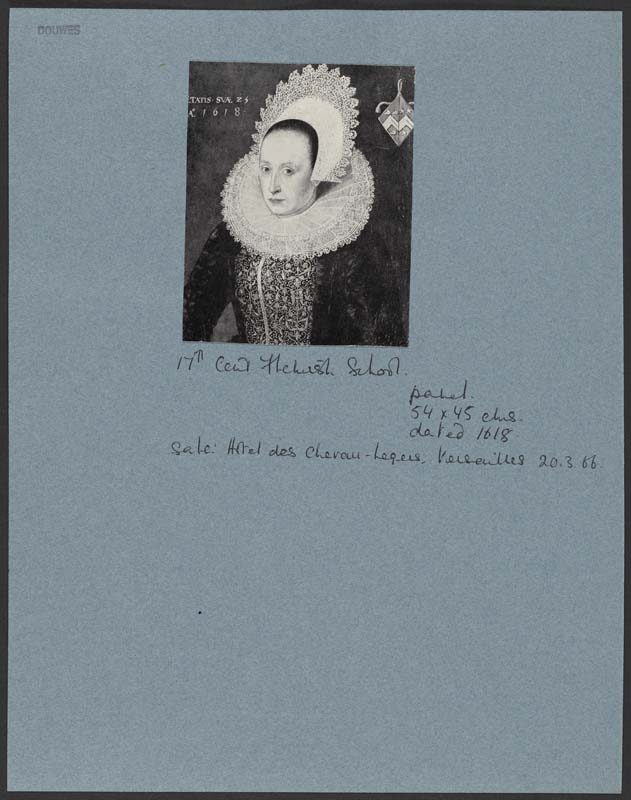 DOUWES
ÆTATIS · SVÆ 25
Aº 1618 ·
17th Cent Flemish School.
panel.
54 x 45 cms.
dated 1618
Sale: Hotel des Chevau-Legers, Versailles 20.3.66.